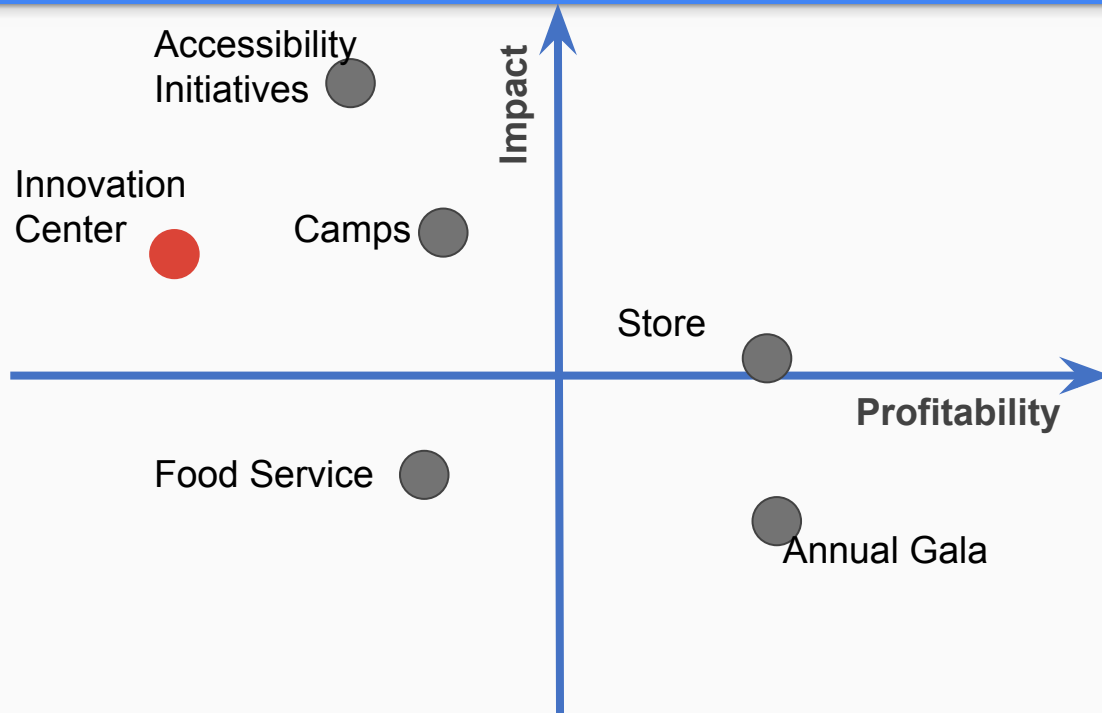 Accessibility
Initiatives
Impact
Innovation
Center
Camps
Store
Profitability
Food Service
Annual Gala